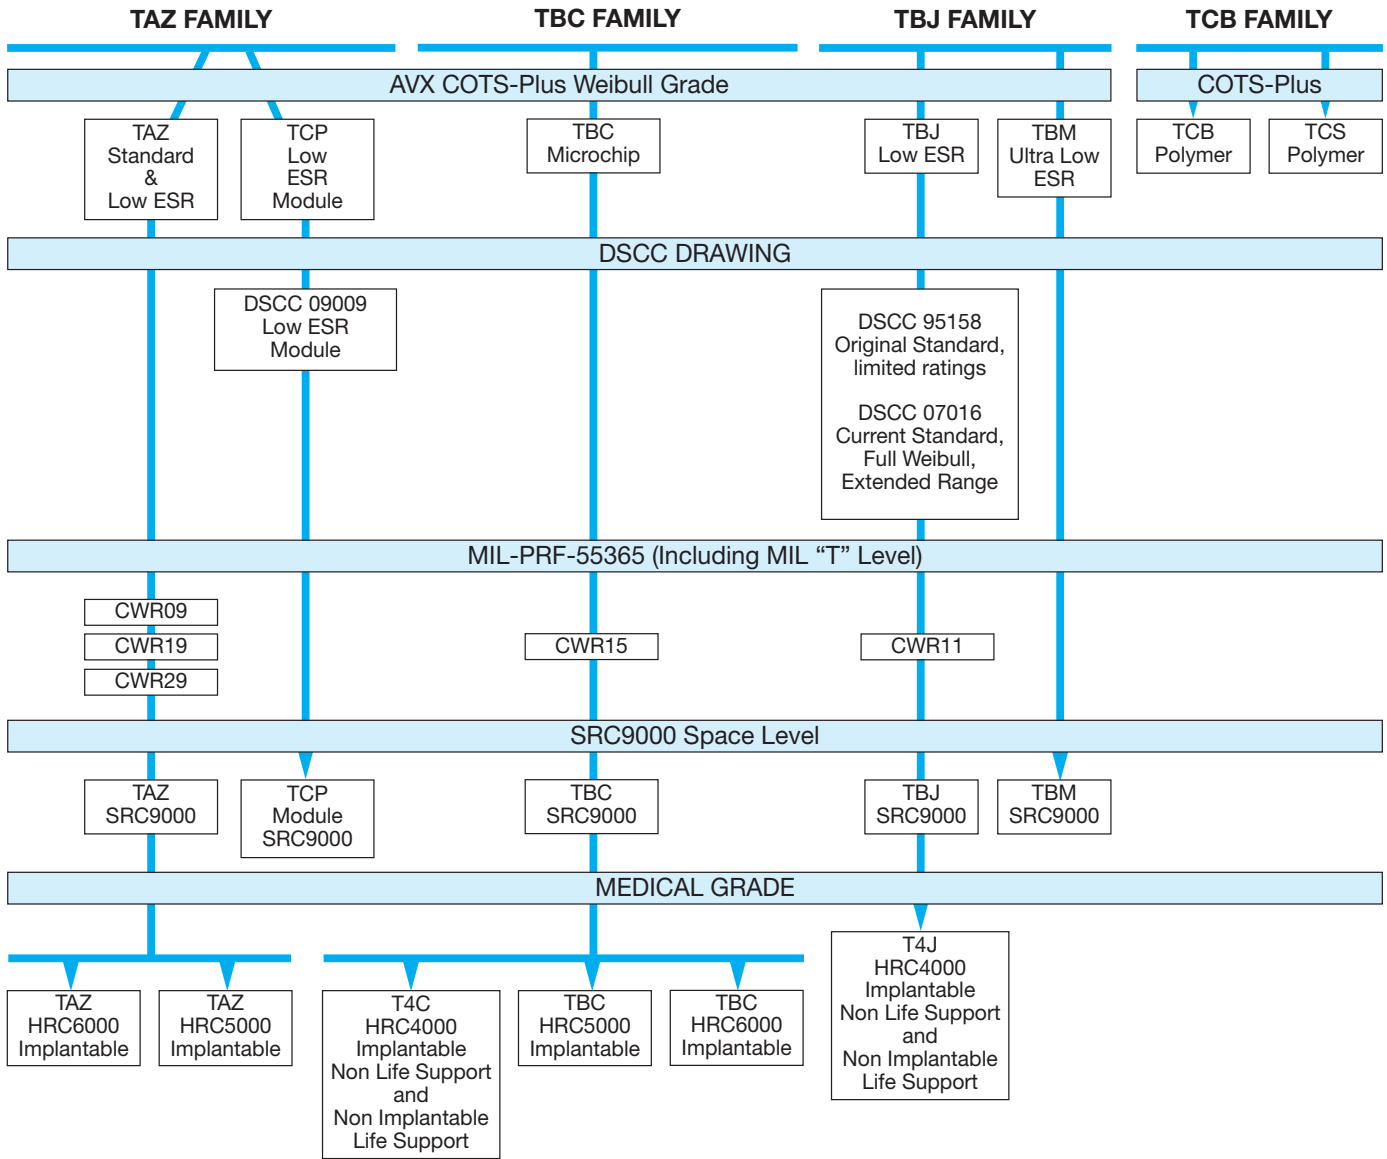 TAZ FAMILY
TBC FAMILY
TBJ FAMILY
TCB FAMILY
AVX COTS-Plus Weibull Grade
COTS-Plus
TAZ
Standard
&
Low ESR
TCP
Low
ESR
Module
TBC
Microchip
TBJ
Low ESR
TBM
Ultra Low
ESR
TCB
Polymer
TCS
Polymer
DSCC DRAWING
DSCC 09009
Low ESR
Module
DSCC 95158
Original Standard,
limited ratings
DSCC 07016
Current Standard,
Full Weibull,
Extended Range
MIL-PRF-55365 (Including MIL “T” Level)
CWR09
CWR19
CWR29
CWR15
CWR11
SRC9000 Space Level
TAZ
SRC9000
TCP
Module
SRC9000
TBC
SRC9000
TBJ
SRC9000
TBM
SRC9000
MEDICAL GRADE
TAZ
HRC6000
Implantable
TAZ
HRC5000
Implantable
T4C
HRC4000
Implantable
Non Life Support
and
Non Implantable
Life Support
TBC
HRC5000
Implantable
TBC
HRC6000
Implantable
T4J
HRC4000
Implantable
Non Life Support
and
Non Implantable
Life Support